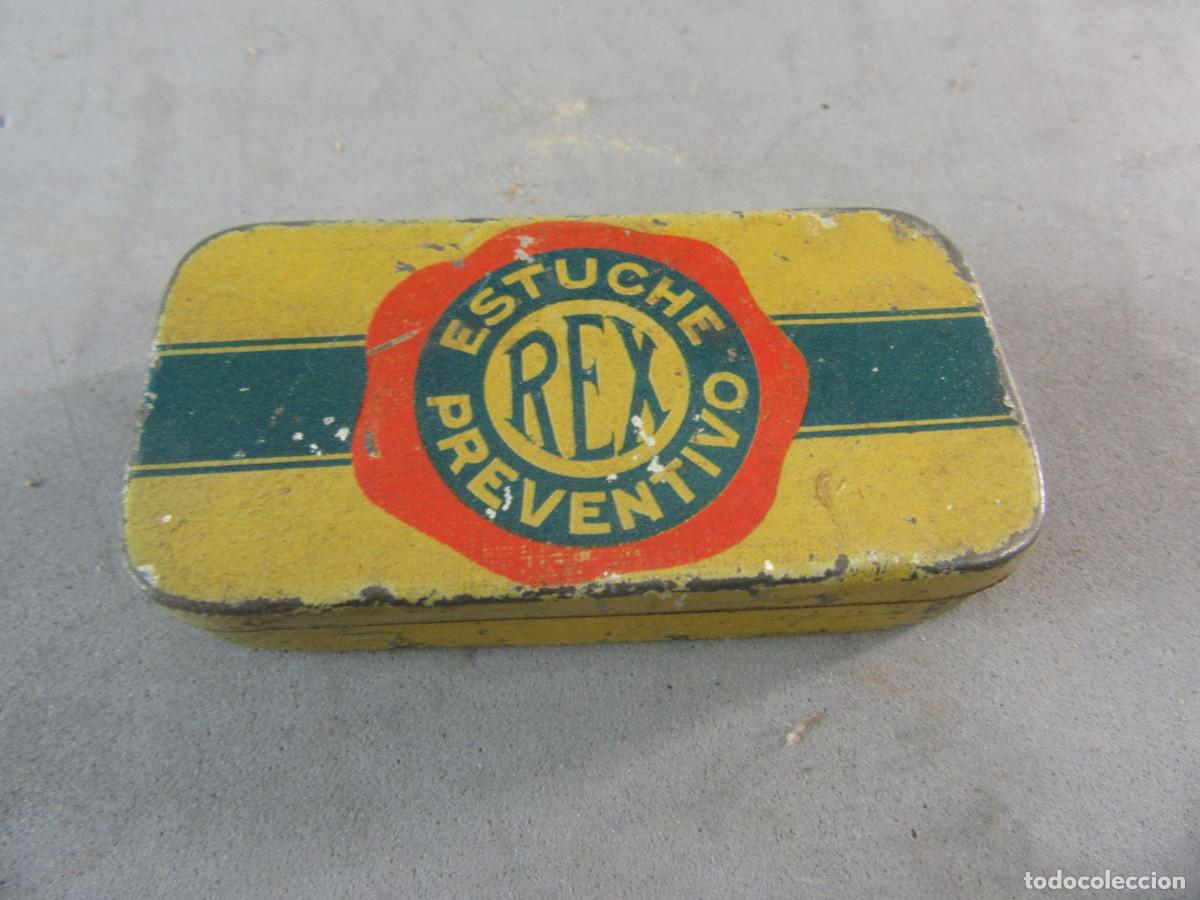 ESTUCHE
REX
PREVENTIVO
todocoleccion